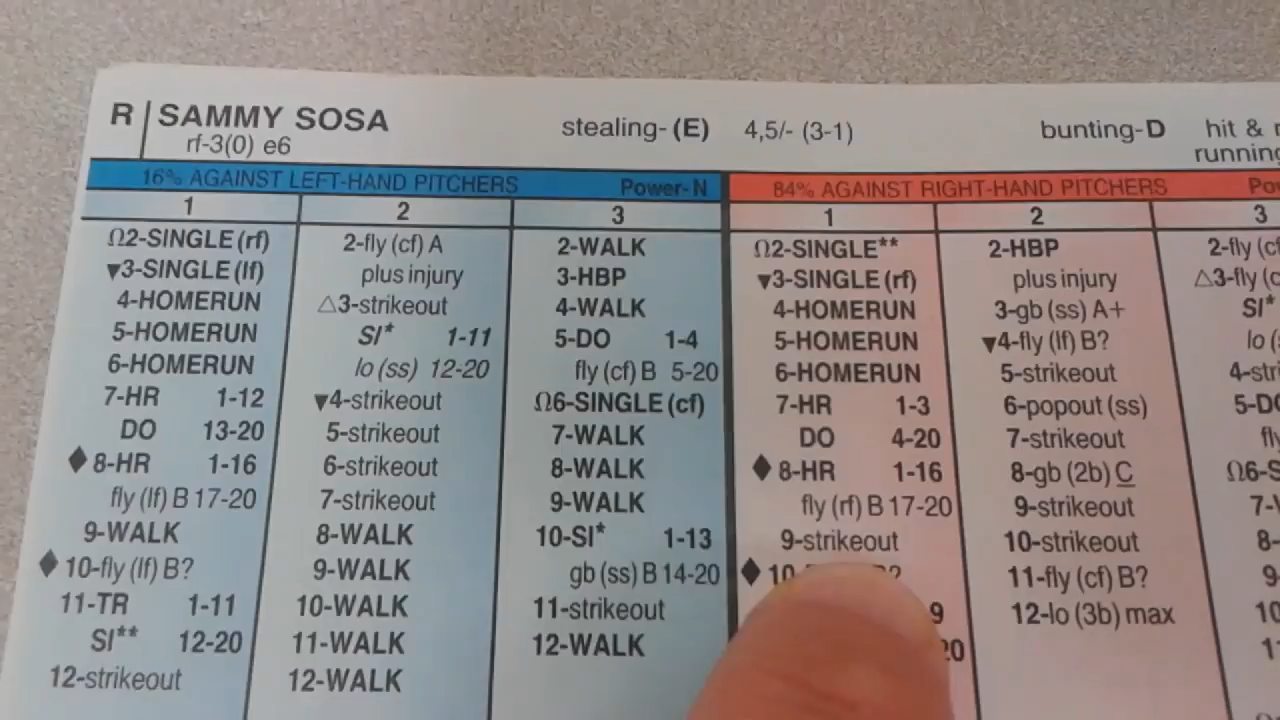 R SAMMY SOSA stealing-(E) 4,5/- (3-1) bunting-D hit &
rf-3(0) e6
16% AGAINST LEFT-HAND PITCHERS Power-N
1 2 3
Ω2-SINGLE (rf)
▼3-SINGLE (lf)
4-HOMERUN
5-HOMERUN
6-HOMERUN
7-HR 1-12
DO 13-20
♦8-HR 1-16
fly (lf) B 17-20
9-WALK
♦10-fly (lf) B?
11-TR 1-11
SI** 12-20
12-strikeout
2-fly (cf) A
plus injury
△3-strikeout
SI* 1-11
lo (ss) 12-20
▼4-strikeout
5-strikeout
6-strikeout
7-strikeout
8-WALK
9-WALK
10-WALK
11-WALK
12-WALK
2-WALK
3-HBP
4-WALK
5-DO 1-4
fly (cf) B 5-20
Ω6-SINGLE (cf)
7-WALK
8-WALK
9-WALK
10-SI* 1-13
gb (ss) B 14-20
11-strikeout
12-WALK
84% AGAINST RIGHT-HAND PITCHERS
1 2 3
Ω2-SINGLE**
▼3-SINGLE (rf)
4-HOMERUN
5-HOMERUN
6-HOMERUN
7-HR 1-3
DO 4-20
♦8-HR 1-16
fly (rf) B 17-20
9-strikeout
♦10
2-HBP
plus injury
3-gb (ss) A+
▼4-fly (lf) B?
5-strikeout
6-popout (ss)
7-strikeout
8-gb (2b) C
9-strikeout
10-strikeout
11-fly (cf) B?
12-lo (3b) max
2-fly
△3-fly
SI*
lo